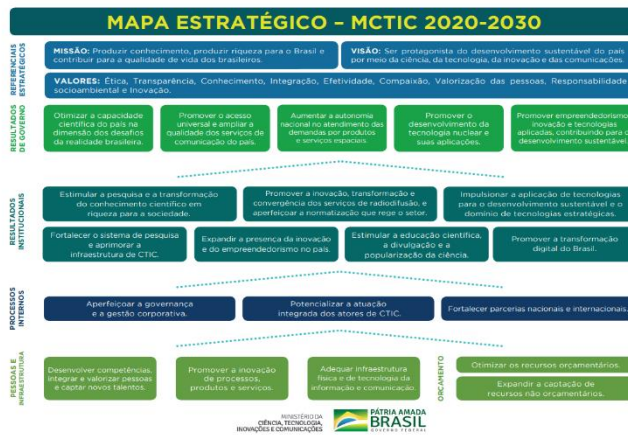 MAPA ESTRATÉGICO – MCTIC 2020-2030
REFERENCIAIS
ESTRATÉGICOS
MISSÃO: Produzir conhecimento, produzir riqueza para o Brasil e
contribuir para a qualidade de vida dos brasileiros.
VISÃO: Ser protagonista do desenvolvimento sustentável do país
por meio da ciência, da tecnologia, da inovação e das comunicações.
VALORES: Ética, Transparência, Conhecimento, Integração, Efetividade, Compaixão, Valorização das pessoas, Responsabilidade
socioambiental e Inovação.
RESULTADOS
DE GOVERNO
Otimizar a capacidade
científica do país na
dimensão dos desafios
da realidade brasileira.
Promover o acesso
universal e ampliar a
qualidade dos serviços de
comunicação do país.
Aumentar a autonomia
nacional no atendimento das
demandas por produtos
e serviços espaciais.
Promover o
desenvolvimento da
tecnologia nuclear e
suas aplicações.
Promover empreendedorismo,
inovação e tecnologias
aplicadas, contribuindo para o
desenvolvimento sustentável.
RESULTADOS
INSTITUCIONAIS
Estimular a pesquisa e a transformação
do conhecimento científico em
riqueza para a sociedade.
Promover a inovação, transformação e
convergência dos serviços de radiodifusão, e
aperfeiçoar a normatização que rege o setor.
Impulsionar a aplicação de tecnologias
para o desenvolvimento sustentável e o
domínio de tecnologias estratégicas.
Fortalecer o sistema de pesquisa
e aprimorar a
infraestrutura de CTIC.
Expandir a presença da inovação
e do empreendedorismo no país.
Estimular a educação científica,
a divulgação e a
popularização da ciência.
Promover a transformação
digital do Brasil.
PROCESSOS
INTERNOS
Aperfeiçoar a governança
e a gestão corporativa.
Potencializar a atuação
integrada dos atores de CTIC.
Fortalecer parcerias nacionais e internacionais.
PESSOAS E
INFRAESTRUTURA
Desenvolver competências,
integrar e valorizar pessoas
e captar novos talentos.
Promover a inovação
de processos,
produtos e serviços.
Adequar infraestrutura
física e de tecnologia da
informação e comunicação.
ORÇAMENTO
Otimizar os recursos orçamentários.
Expandir a captação de
recursos não orçamentários.
MINISTÉRIO DA
CIÊNCIA, TECNOLOGIA,
INOVAÇÕES E COMUNICAÇÕES
PÁTRIA AMADA
BRASIL
GOVERNO FEDERAL